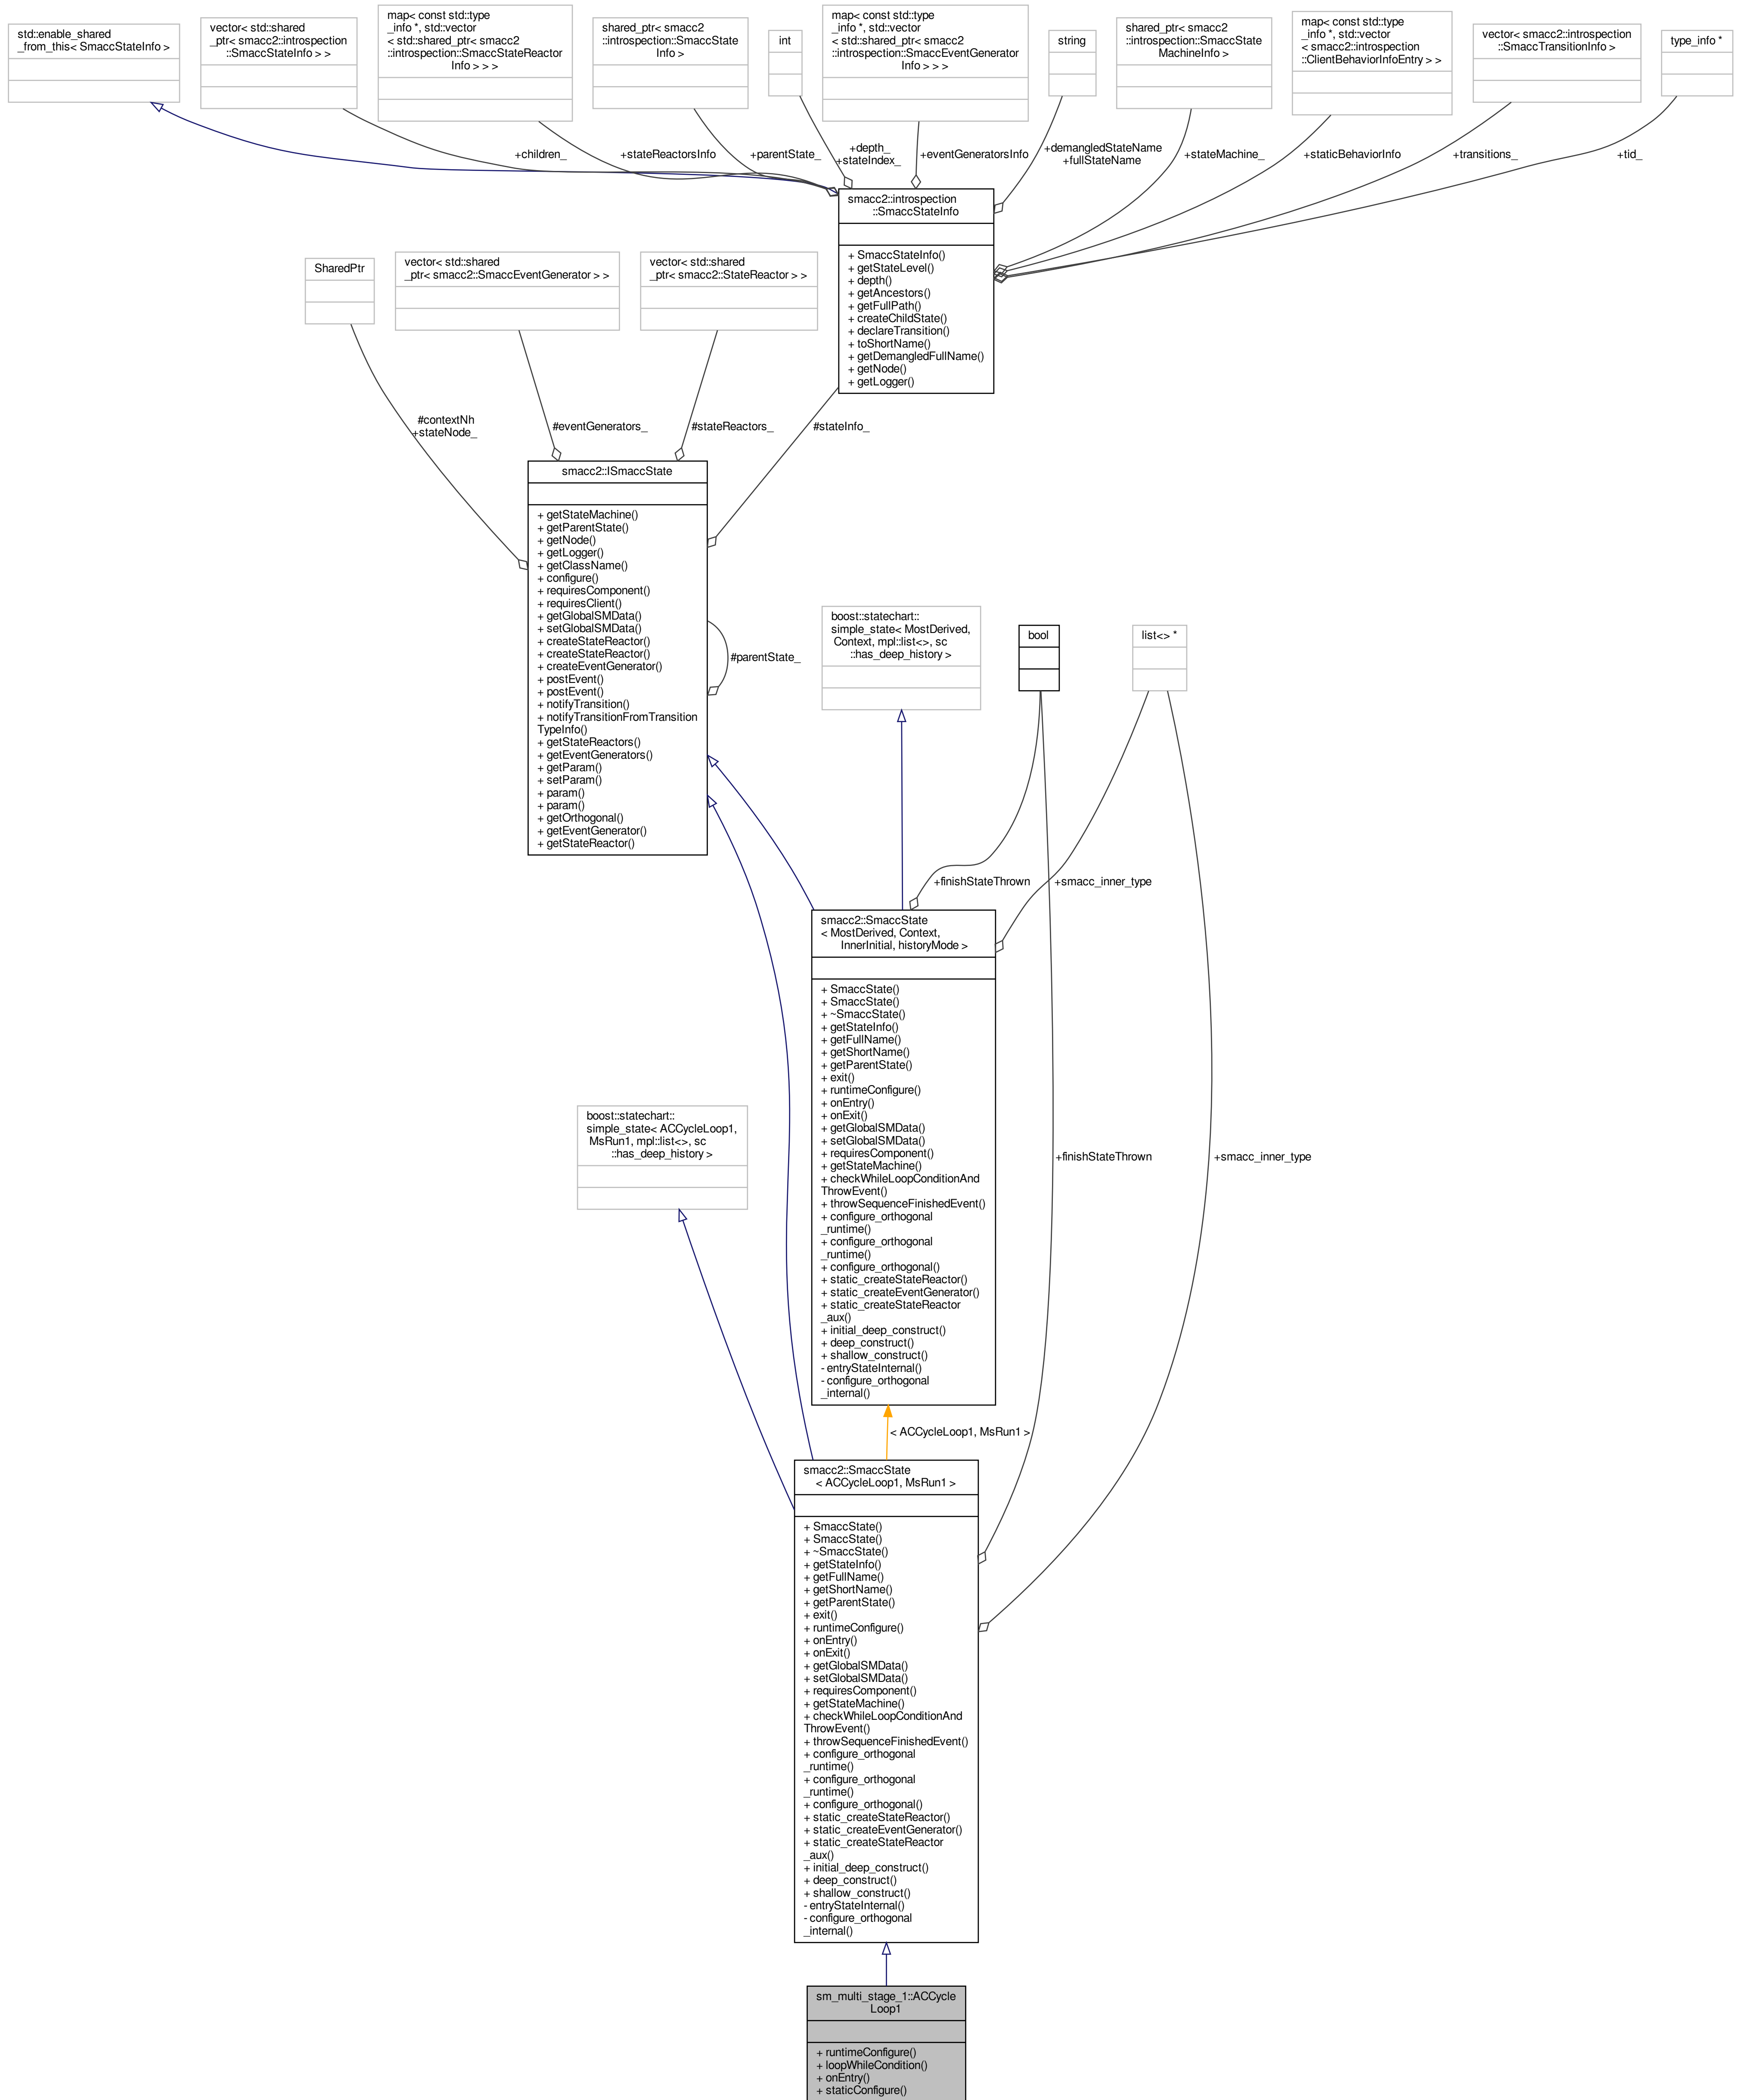 std::enable_shared
_from_this< SmaccStateInfo >
vector< std::shared
_ptr< smacc2::introspection
::SmaccStateInfo > >
map< const std::type
_info *, std::vector
< std::shared_ptr< smacc2
::introspection::SmaccStateReactor
Info > > >
shared_ptr< smacc2
::introspection::SmaccState
Info >
int
map< const std::type
_info *, std::vector
< std::shared_ptr< smacc2
::introspection::SmaccEventGenerator
Info > > >
string
shared_ptr< smacc2
::introspection::SmaccState
MachineInfo >
map< const std::type
_info *, std::vector
< smacc2::introspection
::ClientBehaviorInfoEntry > >
vector< smacc2::introspection
::SmaccTransitionInfo >
type_info *
+children_
+stateReactorsInfo
+parentState_
+depth_
+stateIndex_
+eventGeneratorsInfo
+demangledStateName
+fullStateName
+stateMachine_
+staticBehaviorInfo
+transitions_
+tid_
smacc2::introspection
::SmaccStateInfo
+ SmaccStateInfo()
+ getStateLevel()
+ depth()
+ getAncestors()
+ getFullPath()
+ createChildState()
+ declareTransition()
+ toShortName()
+ getDemangledFullName()
+ getNode()
+ getLogger()
SharedPtr
vector< std::shared
_ptr< smacc2::SmaccEventGenerator > >
vector< std::shared
_ptr< smacc2::StateReactor > >
#contextNh
+stateNode_
#eventGenerators_
#stateReactors_
#stateInfo_
smacc2::ISmaccState
+ getStateMachine()
+ getParentState()
+ getNode()
+ getLogger()
+ getClassName()
+ configure()
+ requiresComponent()
+ requiresClient()
+ getGlobalSMData()
+ setGlobalSMData()
+ createStateReactor()
+ createStateReactor()
+ createEventGenerator()
+ postEvent()
+ postEvent()
+ notifyTransition()
+ notifyTransitionFromTransition
TypeInfo()
+ getStateReactors()
+ getEventGenerators()
+ getParam()
+ setParam()
+ param()
+ param()
+ getOrthogonal()
+ getEventGenerator()
+ getStateReactor()
#parentState_
boost::statechart::
simple_state< MostDerived,
Context, mpl::list<>, sc
::has_deep_history >
bool
list<> *
+finishStateThrown
+smacc_inner_type
smacc2::SmaccState
< MostDerived, Context,
InnerInitial, historyMode >
+ SmaccState()
+ SmaccState()
+ ~SmaccState()
+ getStateInfo()
+ getFullName()
+ getShortName()
+ getParentState()
+ exit()
+ runtimeConfigure()
+ onEntry()
+ onExit()
+ getGlobalSMData()
+ setGlobalSMData()
+ requiresComponent()
+ getStateMachine()
+ checkWhileLoopConditionAnd
ThrowEvent()
+ throwSequenceFinishedEvent()
+ configure_orthogonal
_runtime()
+ configure_orthogonal
_runtime()
+ configure_orthogonal()
+ static_createStateReactor()
+ static_createEventGenerator()
+ static_createStateReactor
_aux()
+ initial_deep_construct()
+ deep_construct()
+ shallow_construct()
- entryStateInternal()
- configure_orthogonal
_internal()
boost::statechart::
simple_state< ACCycleLoop1,
MsRun1, mpl::list<>, sc
::has_deep_history >
+finishStateThrown
+smacc_inner_type
< ACCycleLoop1, MsRun1 >
smacc2::SmaccState
< ACCycleLoop1, MsRun1 >
+ SmaccState()
+ SmaccState()
+ ~SmaccState()
+ getStateInfo()
+ getFullName()
+ getShortName()
+ getParentState()
+ exit()
+ runtimeConfigure()
+ onEntry()
+ onExit()
+ getGlobalSMData()
+ setGlobalSMData()
+ requiresComponent()
+ getStateMachine()
+ checkWhileLoopConditionAnd
ThrowEvent()
+ throwSequenceFinishedEvent()
+ configure_orthogonal
_runtime()
+ configure_orthogonal
_runtime()
+ configure_orthogonal()
+ static_createStateReactor()
+ static_createEventGenerator()
+ static_createStateReactor
_aux()
+ initial_deep_construct()
+ deep_construct()
+ shallow_construct()
- entryStateInternal()
- configure_orthogonal
_internal()
sm_multi_stage_1::ACCycle
Loop1
+ runtimeConfigure()
+ loopWhileCondition()
+ onEntry()
+ staticConfigure()